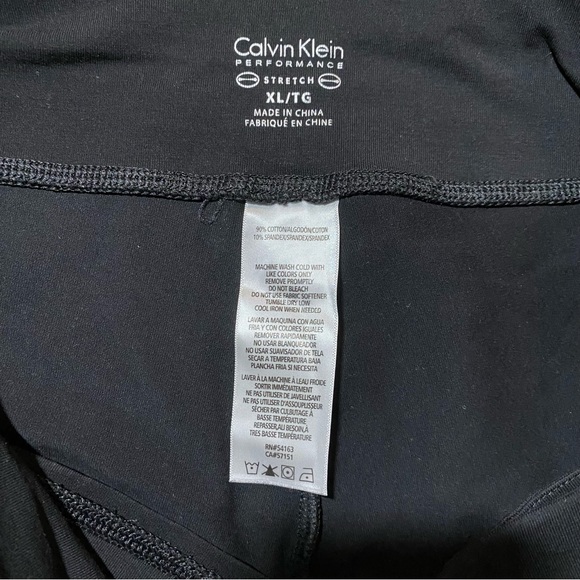 Calvin Klein
PERFORMANCE
STRETCH
XL/TG
MADE IN CHINA
FABRIQUÉ EN CHINE
90% COTTON/ALGODON/COTON
10% SPANDEX/SPANDEX/SPANDEX
MACHINE WASH COLD WITH
LIKE COLORS ONLY
REMOVE PROMPTLY
DO NOT BLEACH
DO NOT USE FABRIC SOFTENER
TUMBLE DRY LOW
COOL IRON WHEN NEEDED
LAVAR A MAQUINA CON AGUA
FRIA Y CON COLORES IGUALES
REMOVER RAPIDAMENTE
NO USAR BLANQUEADOR
NO USAR SUAVISADOR DE TELA
SECAR A TEMPERATURA BAJA
PLANCHA FRIA SI NECESITA
LAVER À LA MACHINE À L'EAU FROIDE
SORTIR IMMÉDIATEMENT
NE PAS UTILISER DE JAVELLISANT
NE PAS UTILISER D'ASSOUPLISSEUR
SÉCHER PAR CULBUTAGE À
BASSE TEMPÉRATURE
REPASSER,AU BESOIN,À
TRÈS BASSE TEMPÉRATURE
RN#54163
CA#57151